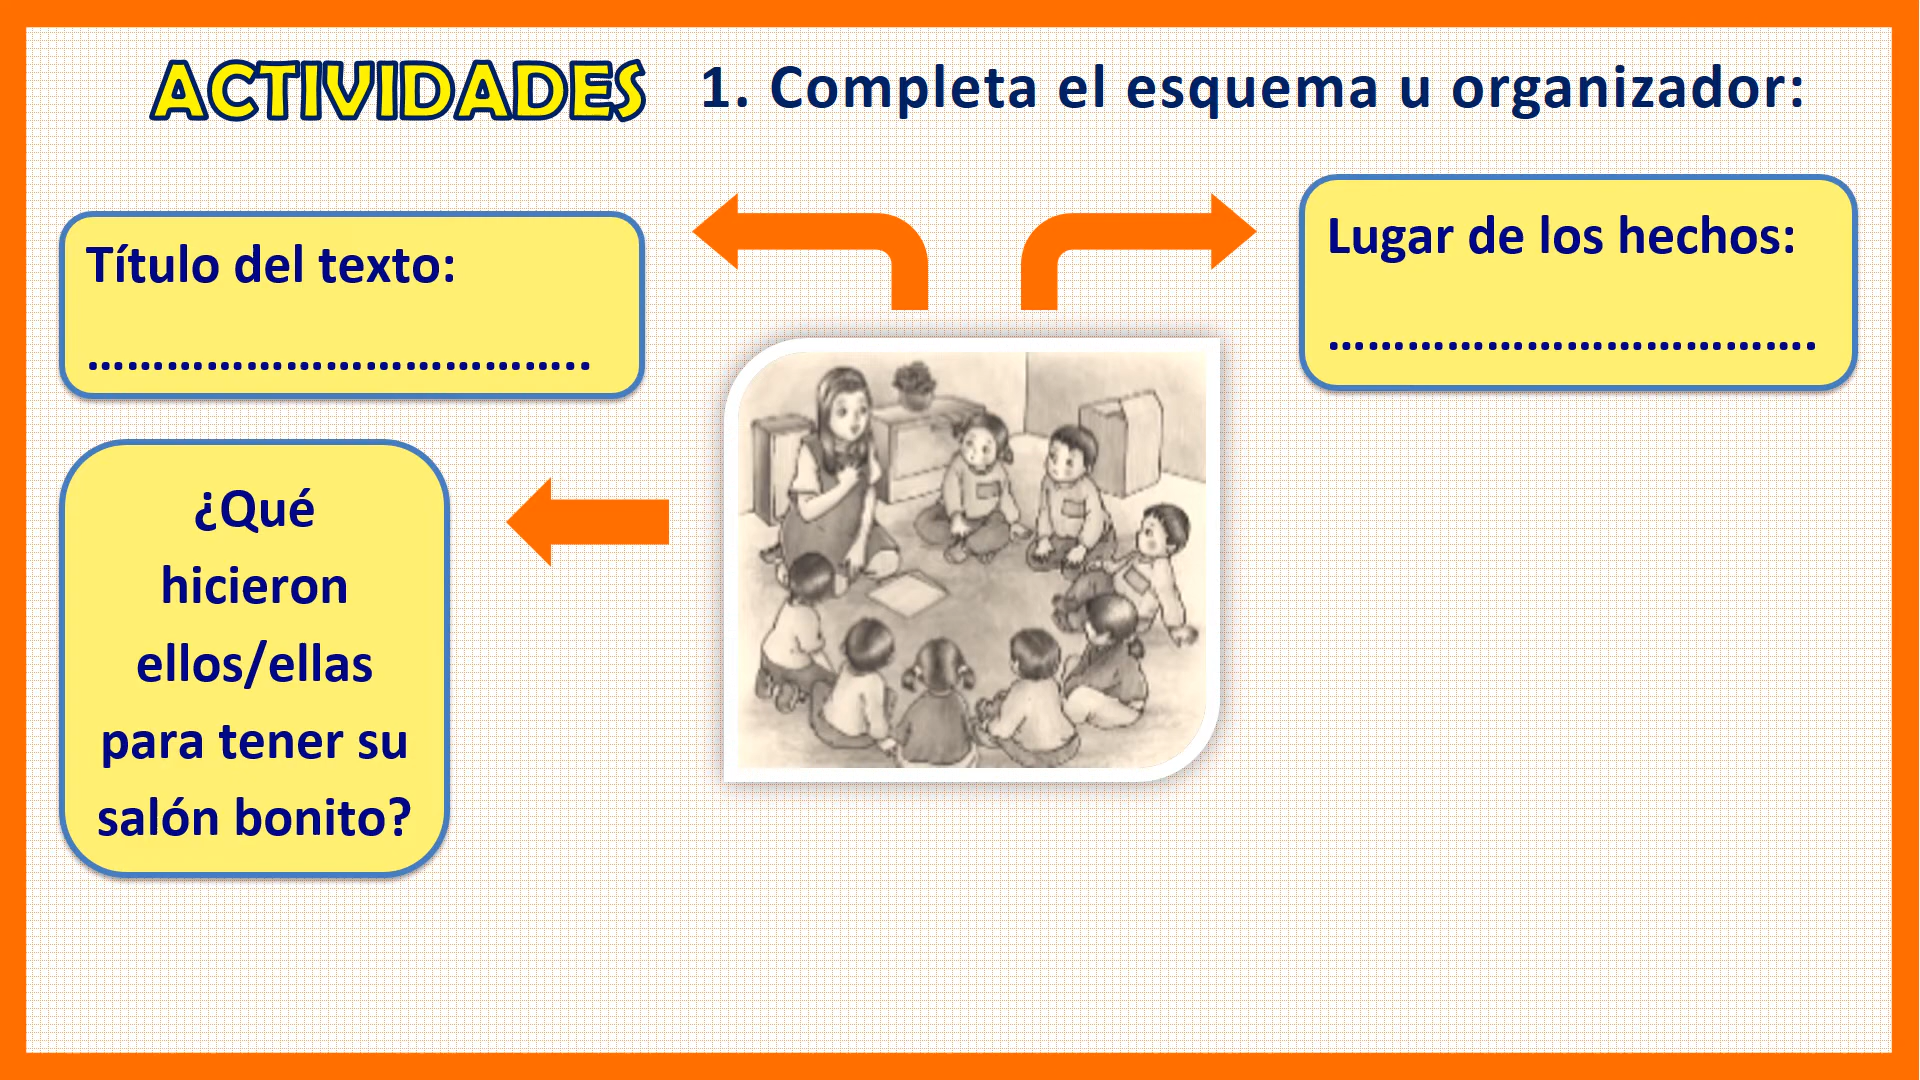 ACTIVIDADES 1. Completa el esquema u organizador:
Título del texto:
…………………………………..
Lugar de los hechos:
………………………………….
¿Qué
hicieron
ellos/ellas
para tener su
salón bonito?